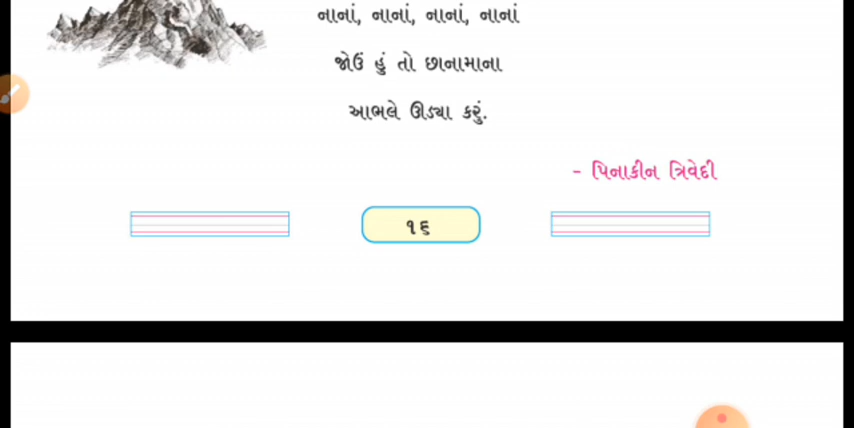 નાનાં, નાનાં, નાનાં, નાનાં
જોઉં હું તો છાનામાના
આભલે ઊડ્યા કરું.
- પિનાકીન ત્રિવેદી
૧૬